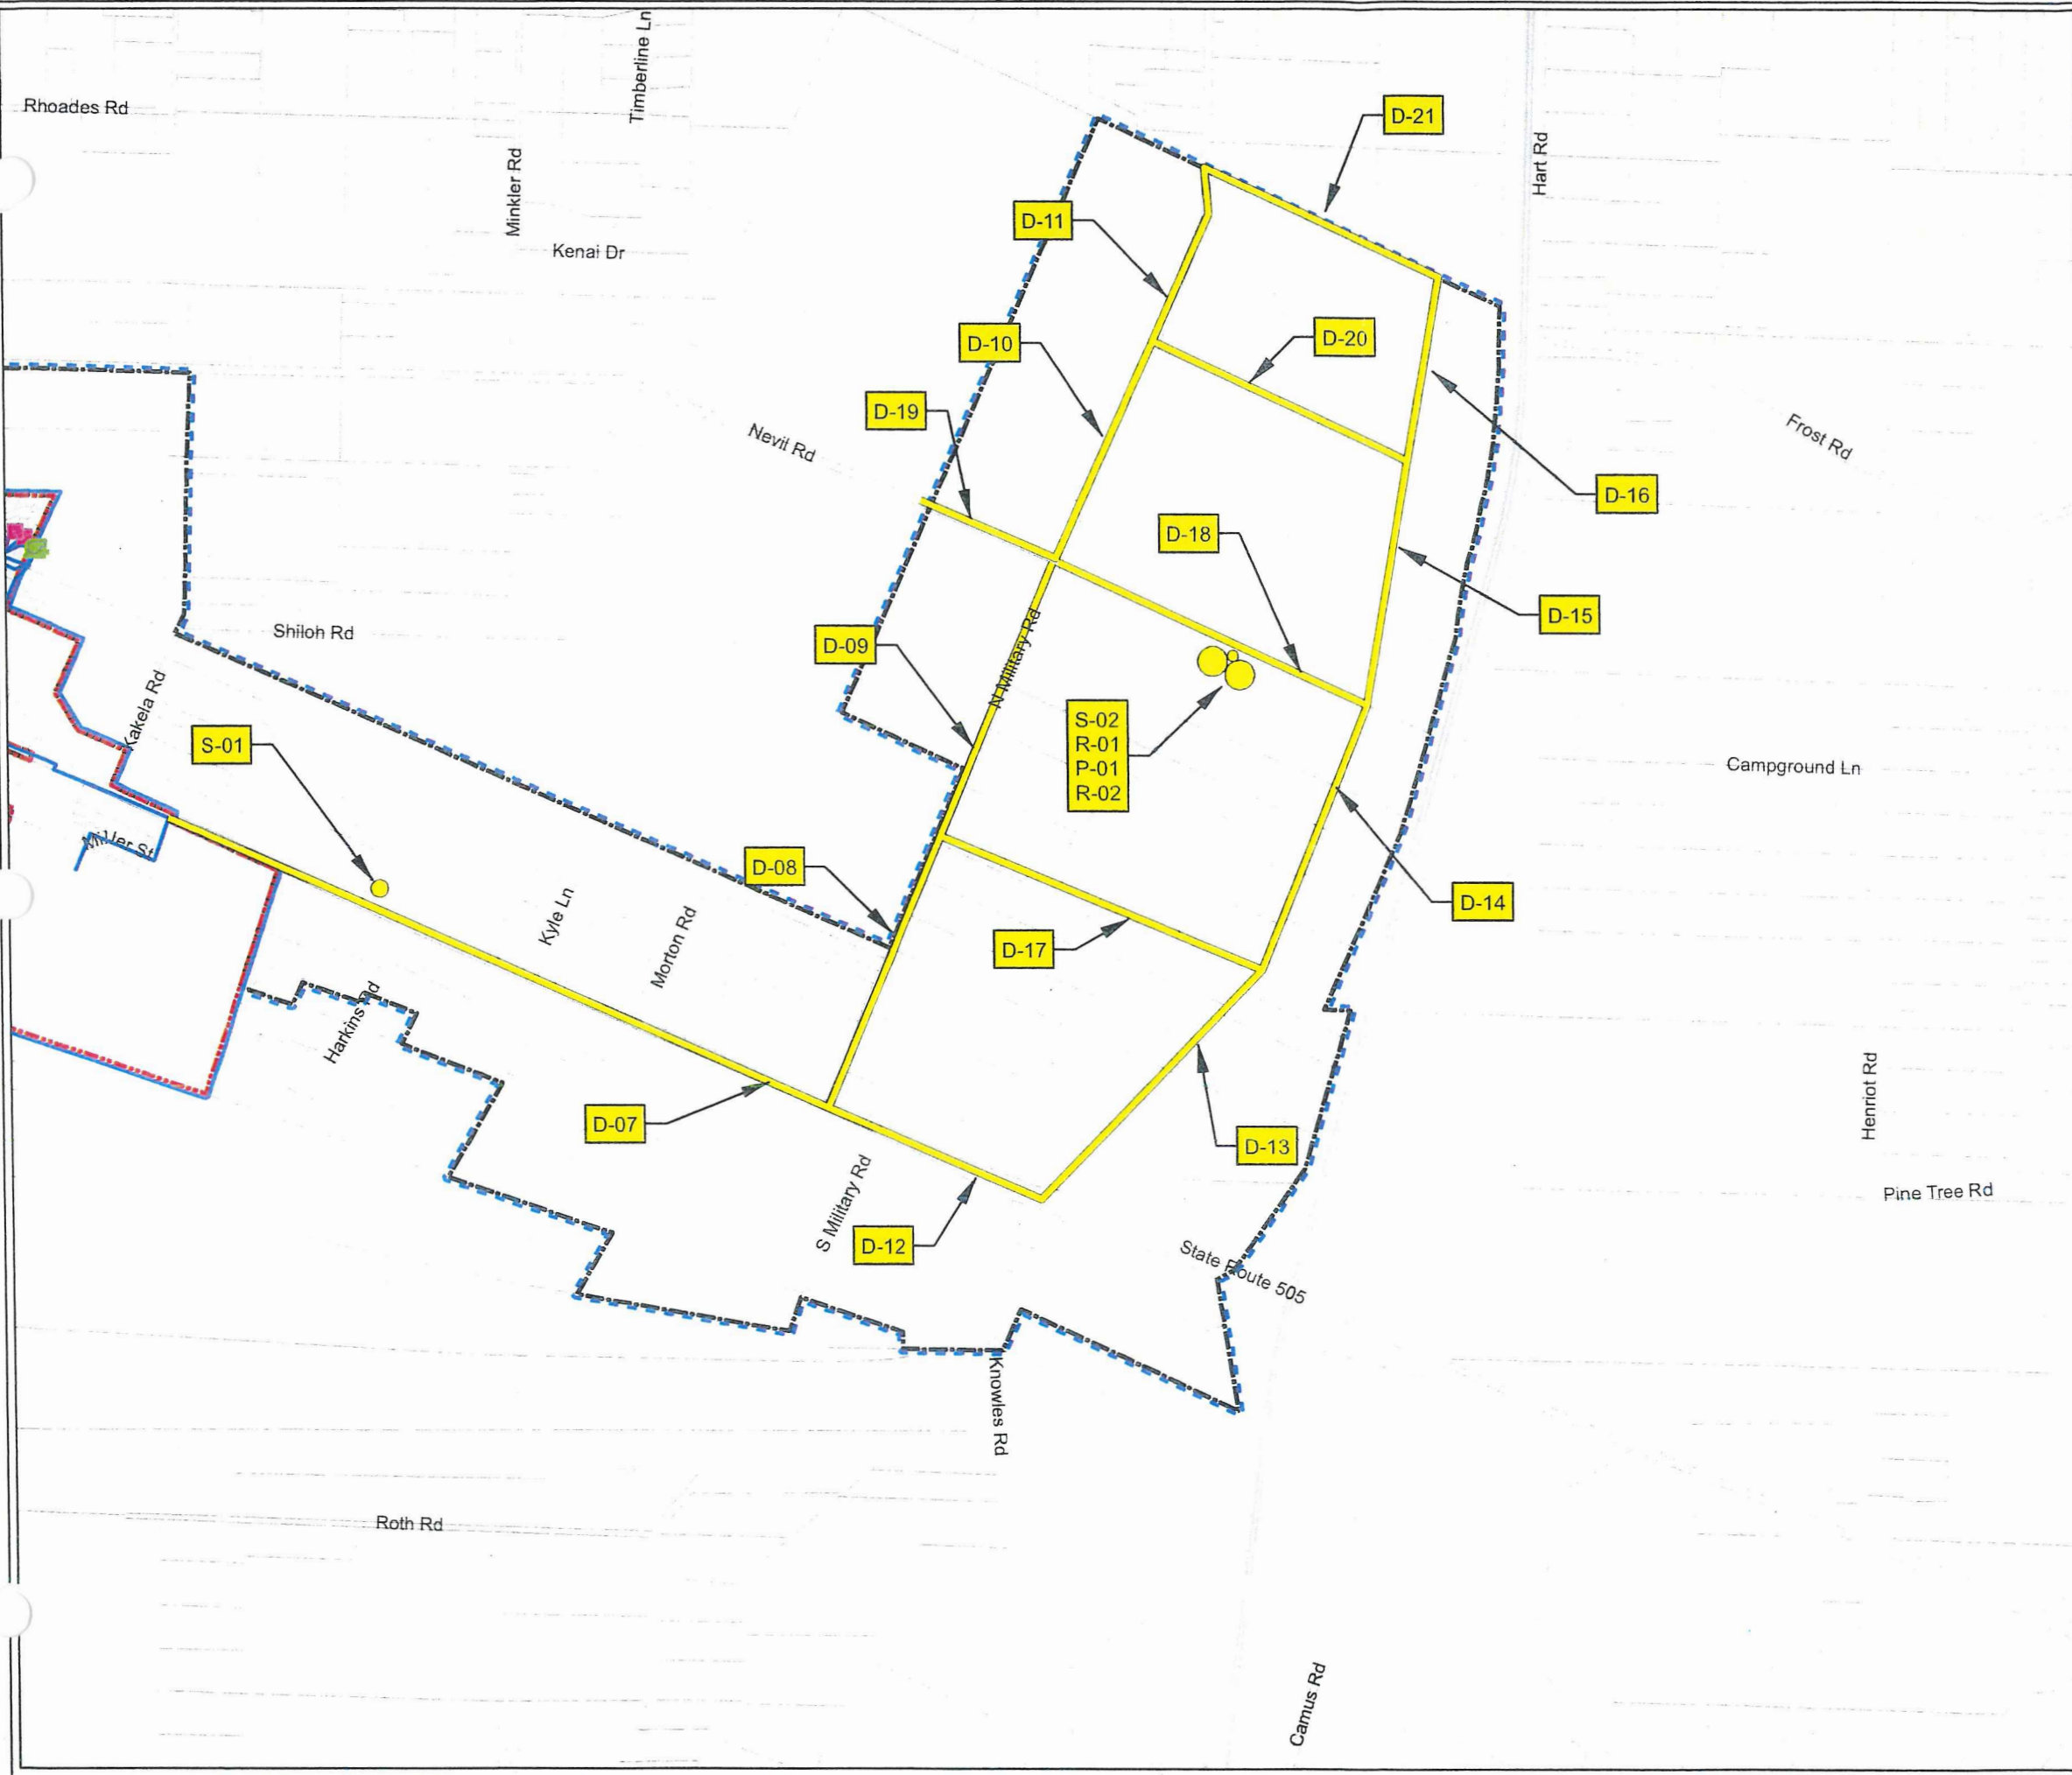 Timberline Ln
Rhoades Rd
D-21
Minkler Rd
Hart Rd
D-11
Kenai Dr
D-10
D-20
D-19
Nevil Rd
Frost Rd
D-16
D-18
D-15
Shiloh Rd
D-09
N Military Rd
Kakela Rd
S-01
S-02
R-01
P-01
R-02
Campground Ln
Miller St
D-08
Kyle Ln
D-14
Morton Rd
D-17
Harkins Rd
Henriot Rd
D-07
D-13
Pine Tree Rd
S Military Rd
D-12
State Route 505
Knowles Rd
Roth Rd
Camus Rd